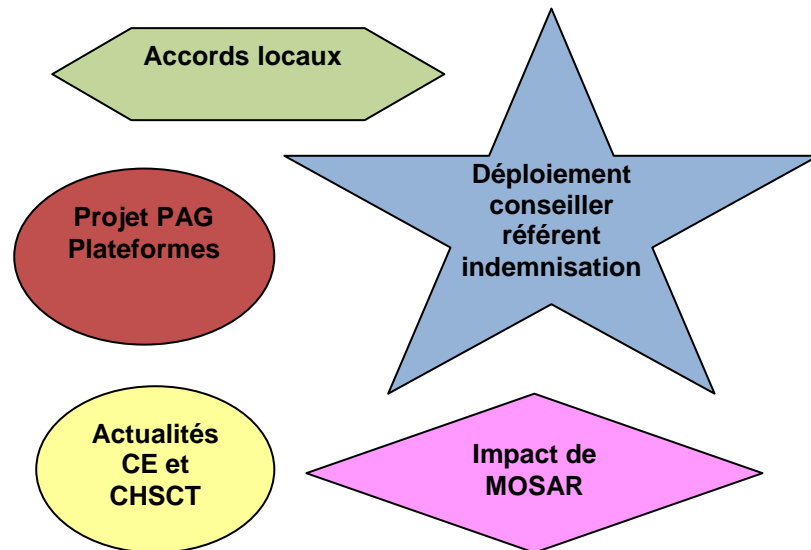 Accords locaux
Déploiement
conseiller
référent
indemnisation
Projet PAG
Plateformes
Actualités
CE et
CHSCT
Impact de
MOSAR